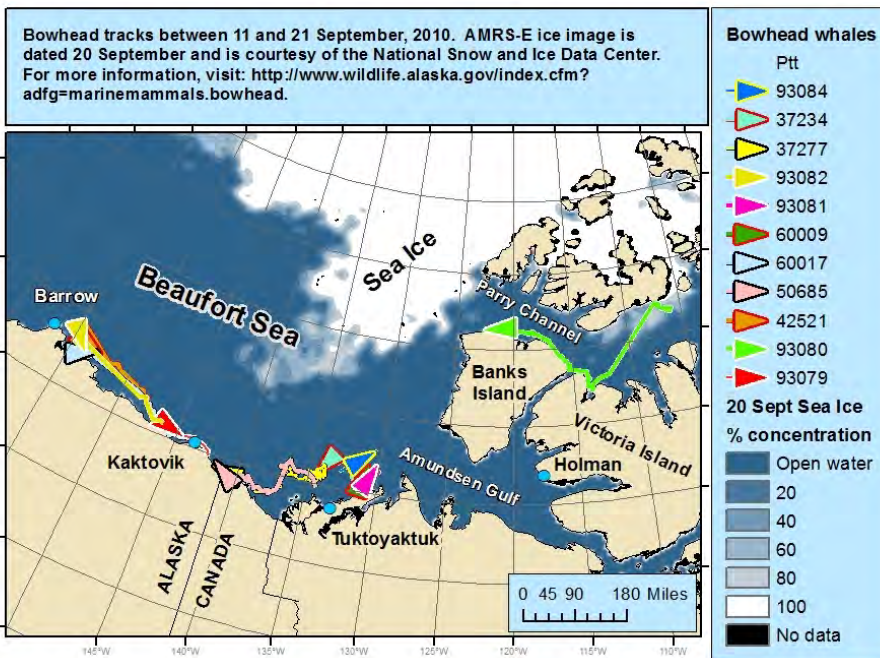 Bowhead tracks between 11 and 21 September, 2010. AMRS-E ice image is
dated 20 September and is courtesy of the National Snow and Ice Data Center.
For more information, visit: http://www.wildlife.alaska.gov/index.cfm?
adfg=marinemammals.bowhead.
Barrow
Beaufort Sea
Sea Ice
Parry Channel
Banks
Island
Victoria Island
Kaktovik
Amundsen Gulf
Holman
Tuktoyaktuk
ALASKA
CANADA
0 45 90 180 Miles
145°W 140°W 135°W 130°W 125°W 120°W 115°W 110°W
Bowhead whales
Ptt
93084
37234
37277
93082
93081
60009
60017
50685
42521
93080
93079
20 Sept Sea Ice
% concentration
Open water
20
40
60
80
100
No data